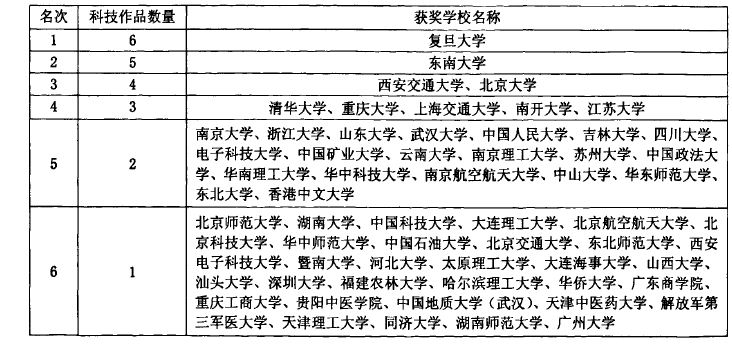 名次 科技作品数量 获奖学校名称
1 6 复旦大学
2 5 东南大学
3 4 西安交通大学、北京大学
4 3 清华大学、重庆大学、上海交通大学、南开大学、江苏大学
5 2 南京大学、浙江大学、山东大学、武汉大学、中国人民大学、吉林大学、四川大学、
电子科技大学、中国矿业大学、云南大学、南京理工大学、苏州大学、中国政法大
学、华南理工大学、华中科技大学、南京航空航天大学、中山大学、华东师范大学、
东北大学、香港中文大学
6 1 北京师范大学、湖南大学、中国科技大学、大连理工大学、北京航空航天大学、北
京科技大学、华中师范大学、中国石油大学、北京交通大学、东北师范大学、西安
电子科技大学、暨南大学、河北大学、太原理工大学、大连海事大学、山西大学、
汕头大学、深圳大学、福建农林大学、哈尔滨理工大学、华侨大学、广东商学院、
重庆工商大学、贵阳中医学院、中国地质大学（武汉）、天津中医药大学、解放军第
三军医大学、天津理工大学、同济大学、湖南师范大学、广州大学